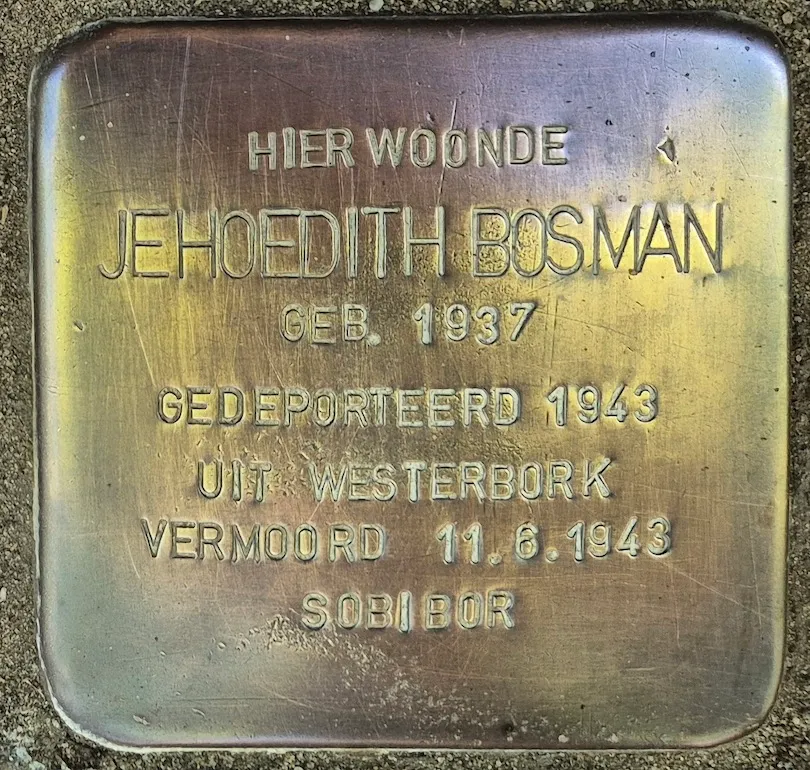 HIER WOONDE
JEHOEDITH BOSMAN
GEB. 1937
GEDEPORTEERD 1943
UIT WESTERBORK
VERMOORD 11.6.1943
SOBIBOR